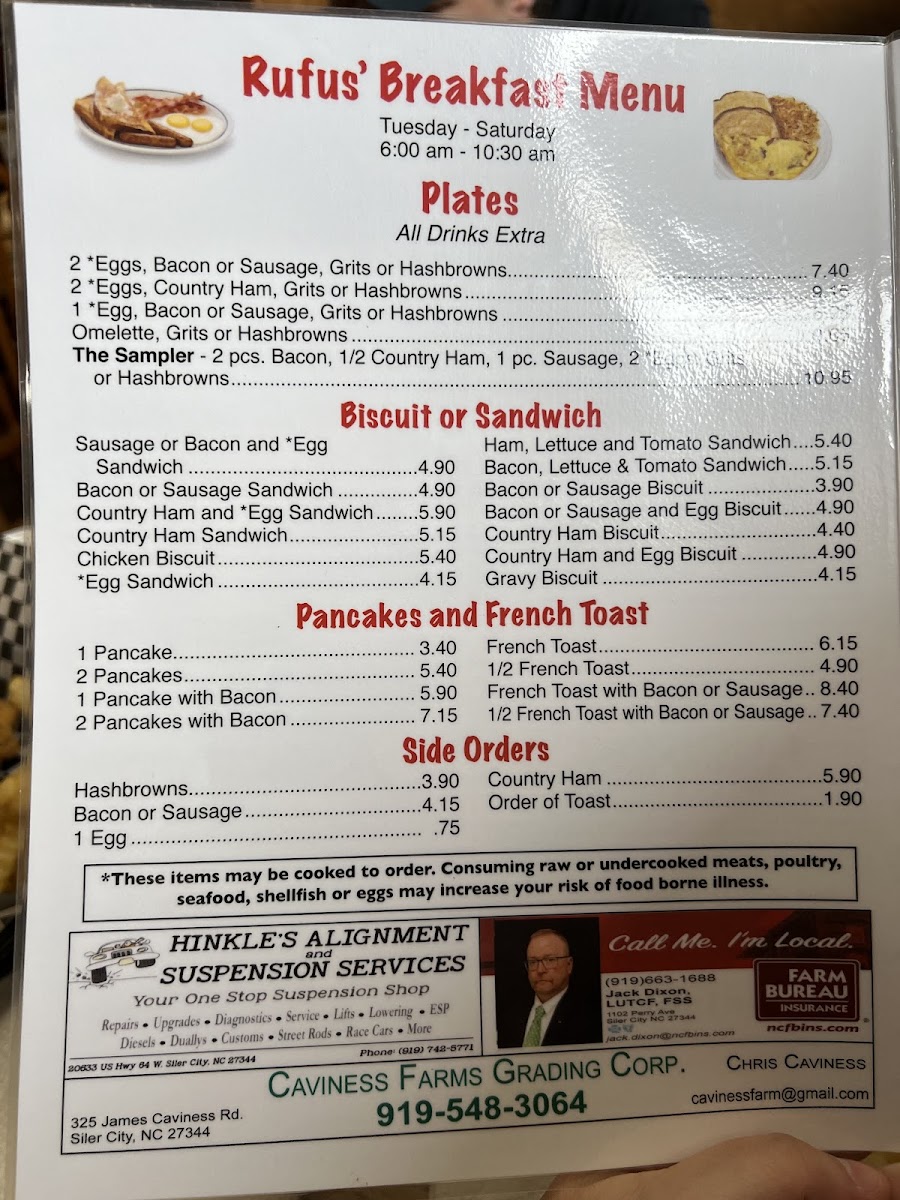 Rufus' Breakfast Menu
Tuesday - Saturday
6:00 am - 10:30 am
Plates
All Drinks Extra
2 *Eggs, Bacon or Sausage, Grits or Hashbrowns 7.40
2 *Eggs, Country Ham, Grits or Hashbrowns 9.15
1 *Egg, Bacon or Sausage, Grits or Hashbrowns
Omelette, Grits or Hashbrowns
The Sampler - 2 pcs. Bacon, 1/2 Country Ham, 1 pc. Sausage, 2 *Eggs, Grits
or Hashbrowns 10.95
Biscuit or Sandwich
Sausage or Bacon and *Egg
Sandwich 4.90
Bacon or Sausage Sandwich 4.90
Country Ham and *Egg Sandwich 5.90
Country Ham Sandwich 5.15
Chicken Biscuit 5.40
*Egg Sandwich 4.15
Ham, Lettuce and Tomato Sandwich 5.40
Bacon, Lettuce & Tomato Sandwich 5.15
Bacon or Sausage Biscuit 3.90
Bacon or Sausage and Egg Biscuit 4.90
Country Ham Biscuit 4.40
Country Ham and Egg Biscuit 4.90
Gravy Biscuit 4.15
Pancakes and French Toast
1 Pancake 3.40
2 Pancakes 5.40
1 Pancake with Bacon 5.90
2 Pancakes with Bacon 7.15
French Toast 6.15
1/2 French Toast 4.90
French Toast with Bacon or Sausage 8.40
1/2 French Toast with Bacon or Sausage 7.40
Side Orders
Hashbrowns 3.90
Bacon or Sausage 4.15
1 Egg .75
Country Ham 5.90
Order of Toast 1.90
*These items may be cooked to order. Consuming raw or undercooked meats, poultry,
seafood, shellfish or eggs may increase your risk of food borne illness.
HINKLE'S ALIGNMENT
and
SUSPENSION SERVICES
Your One Stop Suspension Shop
Repairs • Upgrades • Diagnostics • Service • Lifts • Lowering • ESP
Diesels • Duallys • Customs • Street Rods • Race Cars • More
Phone: (919) 742-5771
20633 US Hwy 64 W. Siler City, NC 27344
Call Me. I'm Local.
(919)663-1688
Jack Dixon,
LUTCF, FSS
1102 Perry Ave
Siler City NC 27344
jack.dixon@ncfbins.com
FARM
BUREAU
INSURANCE
ncfbins.com
CAVINESS FARMS GRADING CORP.
919-548-3064
325 James Caviness Rd.
Siler City, NC 27344
CHRIS CAVINESS
cavinessfarm@gmail.com